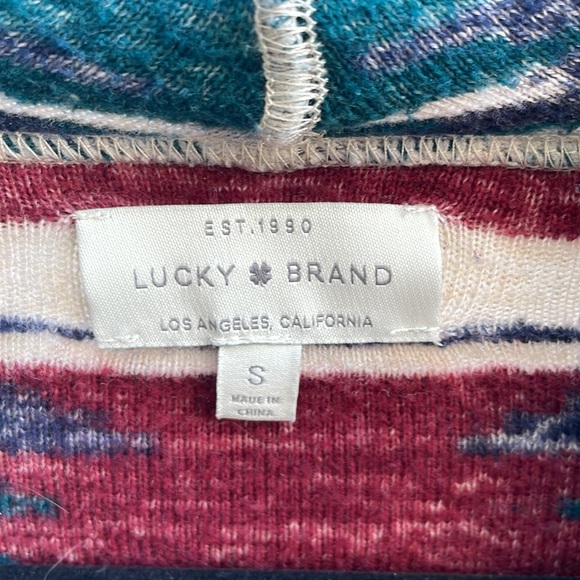 EST.1990
LUCKY BRAND
LOS ANGELES, CALIFORNIA
S
MADE IN
CHINA